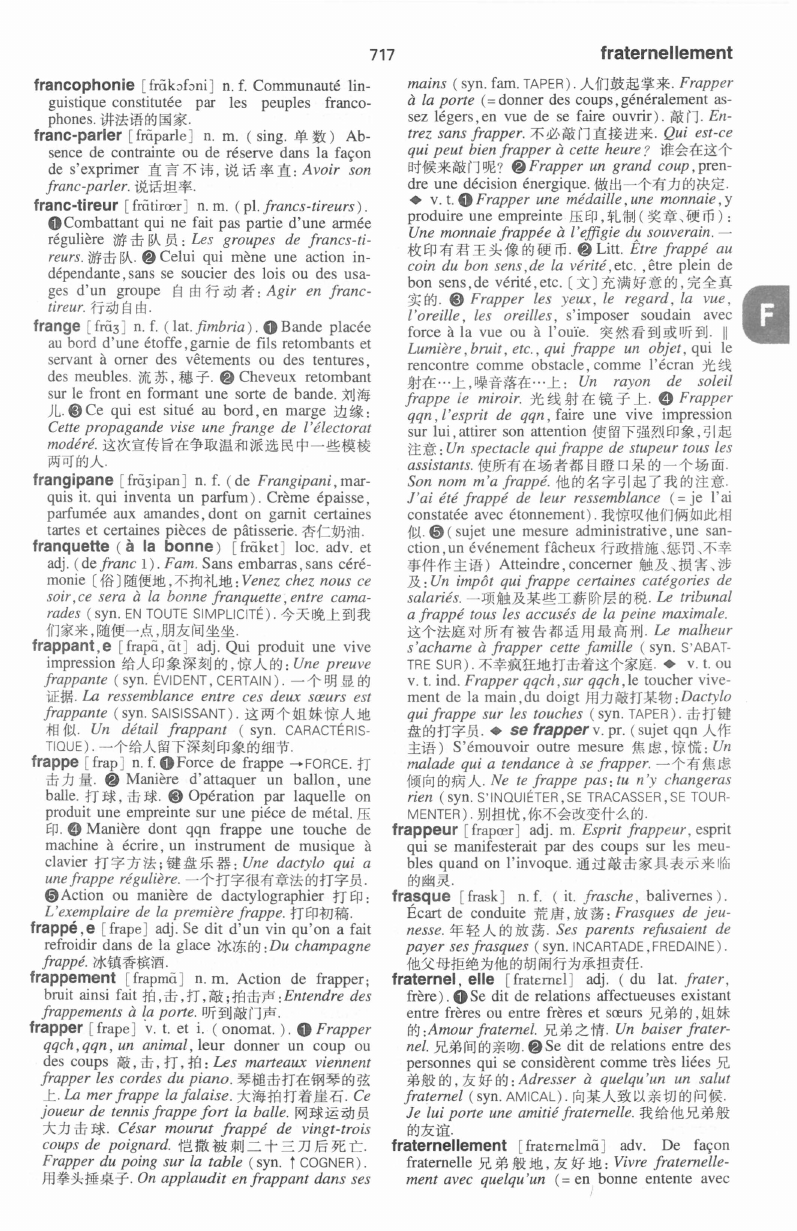 717
fraternellement
francophonie [frãkɔfɔni] n. f. Communauté lin-
guistique constitutée par les peuples franco-
phones. 讲法语的国家.
franc-parler [frãparle] n. m. ( sing. 单数) Ab-
sence de contrainte ou de réserve dans la façon
de s'exprimer 直言不讳, 说话率直: Avoir son
franc-parler. 说话坦率.
franc-tireur [frãtirœr] n. m. ( pl. francs-tireurs).
❶Combattant qui ne fait pas partie d'une armée
régulière 游击队员: Les groupes de francs-ti-
reurs. 游击队. ❷ Celui qui mène une action in-
dépendante, sans se soucier des lois ou des usa-
ges d'un groupe 自由行动者: Agir en franc-
tireur. 行动自由.
frange [frãʒ] n. f. ( lat. fimbria). ❶ Bande placée
au bord d'une étoffe, garnie de fils retombants et
servant à orner des vêtements ou des tentures,
des meubles. 流苏, 穗子. ❷ Cheveux retombant
sur le front en formant une sorte de bande. 刘海
儿. ❸ Ce qui est situé au bord, en marge 边缘:
Cette propagande vise une frange de l'électorat
modéré. 这次宣传旨在争取温和派选民中一些模棱
两可的人.
frangipane [frãʒipan] n. f. ( de Frangipani, mar-
quis it. qui inventa un parfum). Crème épaisse,
parfumée aux amandes, dont on garnit certaines
tartes et certaines pièces de pâtisserie. 杏仁奶油.
franquette ( à la bonne) [frãkɛt] loc. adv. et
adj. ( de franc 1). Fam. Sans embarras, sans céré-
monie [俗]随便地, 不拘礼地: Venez chez nous ce
soir, ce sera à la bonne franquette, entre cama-
rades ( syn. EN TOUTE SIMPLICITÉ). 今天晚上到我
们家来, 随便一点, 朋友间坐坐.
frappant, e [frapã, ãt] adj. Qui produit une vive
impression 给人印象深刻的, 惊人的: Une preuve
frappante ( syn. ÉVIDENT, CERTAIN). 一个明显的
证据. La ressemblance entre ces deux sœurs est
frappante ( syn. SAISISSANT). 这两个姐妹惊人地
相似. Un détail frappant ( syn. CARACTÉRIS-
TIQUE). 一个给人留下深刻印象的细节.
frappe [frap] n. f. ❶Force de frappe →FORCE. 打
击力量. ❷ Manière d'attaquer un ballon, une
balle. 打球, 击球. ❸ Opération par laquelle on
produit une empreinte sur une piéce de métal. 压
印. ❹ Manière dont qqn frappe une touche de
machine à écrire, un instrument de musique à
clavier 打字方法; 键盘乐器: Une dactylo qui a
une frappe régulière. 一个打字很有章法的打字员.
❺Action ou manière de dactylographier 打印:
L'exemplaire de la première frappe. 打印初稿.
frappé, e [frape] adj. Se dit d'un vin qu'on a fait
refroidir dans de la glace 冰冻的: Du champagne
frappé. 冰镇香槟酒.
frappement [frapmã] n. m. Action de frapper;
bruit ainsi fait 拍, 击, 打, 敲; 拍击声: Entendre des
frappements à la porte. 听到敲门声.
frapper [frape] v. t. et i. ( onomat. ). ❶ Frapper
qqch, qqn, un animal, leur donner un coup ou
des coups 敲, 击, 打, 拍: Les marteaux viennent
frapper les cordes du piano. 琴槌击打在钢琴的弦
上. La mer frappe la falaise. 大海拍打着崖石. Ce
joueur de tennis frappe fort la balle. 网球运动员
大力击球. César mourut frappé de vingt-trois
coups de poignard. 恺撒被刺二十三刀后死亡.
Frapper du poing sur la table ( syn. ↑ COGNER).
用拳头捶桌子. On applaudit en frappant dans ses
mains ( syn. fam. TAPER). 人们鼓起掌来. Frapper
à la porte (= donner des coups, généralement as-
sez légers, en vue de se faire ouvrir). 敲门. En-
trez sans frapper. 不必敲门直接进来. Qui est-ce
qui peut bien frapper à cette heure? 谁会在这个
时候来敲门呢? ❷Frapper un grand coup, pren-
dre une décision énergique. 做出一个有力的决定.
◆ v. t. ❶ Frapper une médaille, une monnaie, y
produire une empreinte 压印, 轧制(奖章、硬币):
Une monnaie frappée à l'effigie du souverain. 一
枚印有君王头像的硬币. ❷ Litt. Être frappé au
coin du bon sens, de la vérité, etc. , être plein de
bon sens, de vérité, etc. 〔文〕充满好意的, 完全真
实的. ❸ Frapper les yeux, le regard, la vue,
l'oreille, les oreilles, s'imposer soudain avec
force à la vue ou à l'ouïe. 突然看到或听到. ‖
Lumière, bruit, etc. , qui frappe un objet, qui le
rencontre comme obstacle, comme l'écran 光线
射在…上, 噪音落在…上: Un rayon de soleil
frappe le miroir. 光线射在镜子上. ❹ Frapper
qqn, l'esprit de qqn, faire une vive impression
sur lui, attirer son attention 使留下强烈印象, 引起
注意: Un spectacle qui frappe de stupeur tous les
assistants. 使所有在场者都目瞪口呆的一个场面.
Son nom m'a frappé. 他的名字引起了我的注意.
J'ai été frappé de leur ressemblance ( = je l'ai
constatée avec étonnement). 我惊叹他们俩如此相
似. ❺ ( sujet une mesure administrative, une san-
ction, un événement fâcheux 行政措施、惩罚、不幸
事件作主语) Atteindre, concerner 触及、损害、涉
及: Un impôt qui frappe certaines catégories de
salariés. 一项触及某些工薪阶层的税. Le tribunal
a frappé tous les accusés de la peine maximale.
这个法庭对所有被告都适用最高刑. Le malheur
s'acharne à frapper cette famille ( syn. S'ABAT-
TRE SUR). 不幸疯狂地打击着这个家庭. ◆ v. t. ou
v. t. ind. Frapper qqch, sur qqch, le toucher vive-
ment de la main, du doigt 用力敲打某物: Dactylo
qui frappe sur les touches ( syn. TAPER). 击打键
盘的打字员. ◆ se frapper v. pr. ( sujet qqn 人作
主语) S'émouvoir outre mesure 焦虑, 惊慌: Un
malade qui a tendance à se frapper. 一个有焦虑
倾向的病人. Ne te frappe pas: tu n'y changeras
rien ( syn. S'INQUIÉTER, SE TRACASSER, SE TOUR-
MENTER). 别担忧, 你不会改变什么的.
frappeur [frapœr] adj. m. Esprit frappeur, esprit
qui se manifesterait par des coups sur les meu-
bles quand on l'invoque. 通过敲击家具表示来临
的幽灵.
frasque [frask] n. f. ( it. frasche, balivernes).
Écart de conduite 荒唐, 放荡: Frasques de jeu-
nesse. 年轻人的放荡. Ses parents refusaient de
payer ses frasques ( syn. INCARTADE, FREDAINE).
他父母拒绝为他的胡闹行为承担责任.
fraternel, elle [fratɛrnɛl] adj. ( du lat. frater,
frère). ❶ Se dit de relations affectueuses existant
entre frères ou entre frères et sœurs 兄弟的, 姐妹
的: Amour fraternel. 兄弟之情. Un baiser frater-
nel. 兄弟间的亲吻. ❷ Se dit de relations entre des
personnes qui se considèrent comme très liées 兄
弟般的, 友好的: Adresser à quelqu'un un salut
fraternel ( syn. AMICAL). 向某人致以亲切的问候.
Je lui porte une amitié fraternelle. 我给他兄弟般
的友谊.
fraternellement [fratɛrnɛlmã] adv. De façon
fraternelle 兄弟般地, 友好地: Vivre fraternelle-
ment avec quelqu'un ( = en bonne entente avec
F